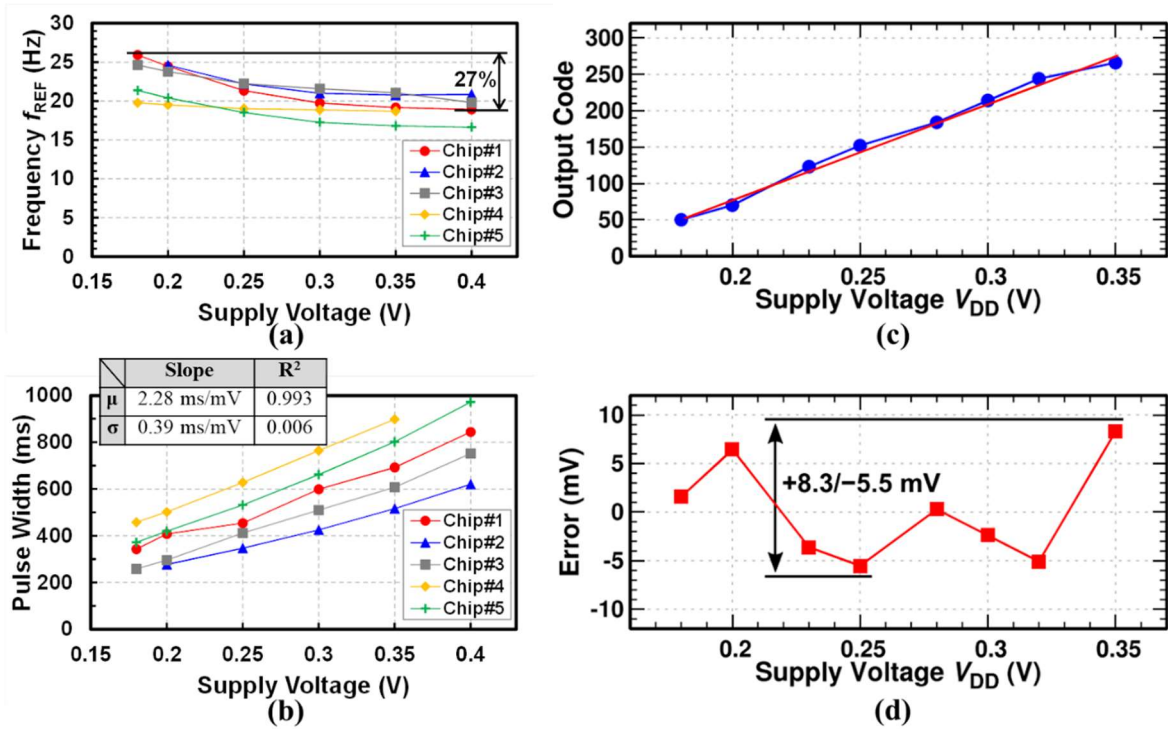 Frequency f_REF (Hz)
30
25
20
15
10
5
0
27%
Chip#1
Chip#2
Chip#3
Chip#4
Chip#5
0.15 0.2 0.25 0.3 0.35 0.4
Supply Voltage (V)
(a)
Output Code
300
250
200
150
100
50
0
0.2 0.25 0.3 0.35
Supply Voltage V_DD (V)
(c)
Slope R²
μ 2.28 ms/mV 0.993
σ 0.39 ms/mV 0.006
Pulse Width (ms)
1000
800
600
400
200
0
Chip#1
Chip#2
Chip#3
Chip#4
Chip#5
0.15 0.2 0.25 0.3 0.35 0.4
Supply Voltage (V)
(b)
Error (mV)
10
5
0
-5
-10
+8.3/−5.5 mV
0.2 0.25 0.3 0.35
Supply Voltage V_DD (V)
(d)